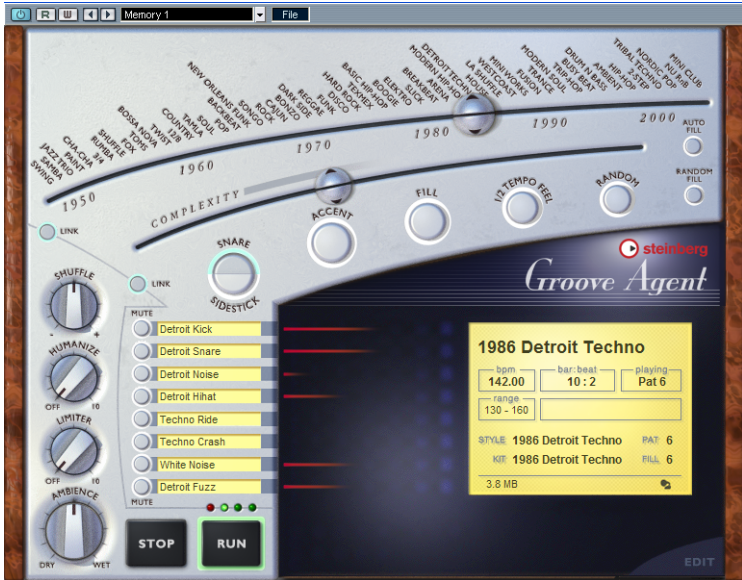 R W Memory 1 File
SWING
SAMBA
JAZZ TRIO
PAINT
CHA-CHA
3/4
RUMBA
SHUFFLE
FOX
TOMS
BOSSA NOVA
TWIST
12/8
COUNTRY
TAMLA
SOUL
POP
BACKBEAT
NEW ORLEANS FUNK
SONGO
ROCK
CAJUN
BONZO
DARK SIDE
REGGAE
FUNK
DISCO
HARD ROCK
TEXMEX
BASIC HIP-HOP
BOOGIE
ELEKTRO
SLICK
BREAKBEAT
ARENA
MODERN HIP-HOP
DETROIT TECHNO
HOUSE
LA SHUFFLE
WESTCOAST
MINIWORKS
FUSION
TRANCE
MODERN SOUL
TRIP-HOP
BUSY BEAT
DRUM N BASS
AMBIENT
HIP-HOP
2-STEP
TRIBAL TECHNO
NORDIC POP
NU R&B
MINI CLUB
1950 1960 1970 1980 1990 2000
AUTO FILL
RANDOM FILL
COMPLEXITY
ACCENT FILL 1/2 TEMPO FEEL RANDOM
LINK
LINK
SNARE
SIDESTICK
steinberg
Groove Agent
SHUFFLE
- +
HUMANIZE
OFF 10
LIMITER
OFF 10
AMBIENCE
DRY WET
MUTE
Detroit Kick
Detroit Snare
Detroit Noise
Detroit Hihat
Techno Ride
Techno Crash
White Noise
Detroit Fuzz
MUTE
STOP RUN
1986 Detroit Techno
bpm bar:beat playing
142.00 10 : 2 Pat 6
range
130 - 160
STYLE 1986 Detroit Techno PAT 6
KIT 1986 Detroit Techno FILL 6
3.8 MB
EDIT